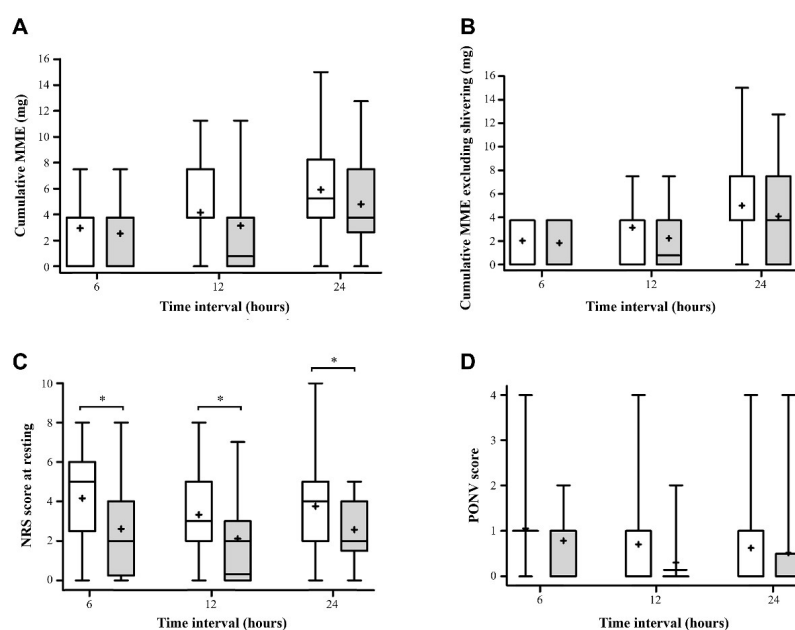 A
Cumulative MME (mg)
16
14
12
10
8
6
4
2
0
6 12 24
Time interval (hours)
B
Cumulative MME excluding shivering (mg)
16
14
12
10
8
6
4
2
0
6 12 24
Time interval (hours)
C
NRS score at resting
10
8
6
4
2
0
* * *
6 12 24
Time interval (hours)
D
PONV score
4
3
2
1
0
6 12 24
Time interval (hours)